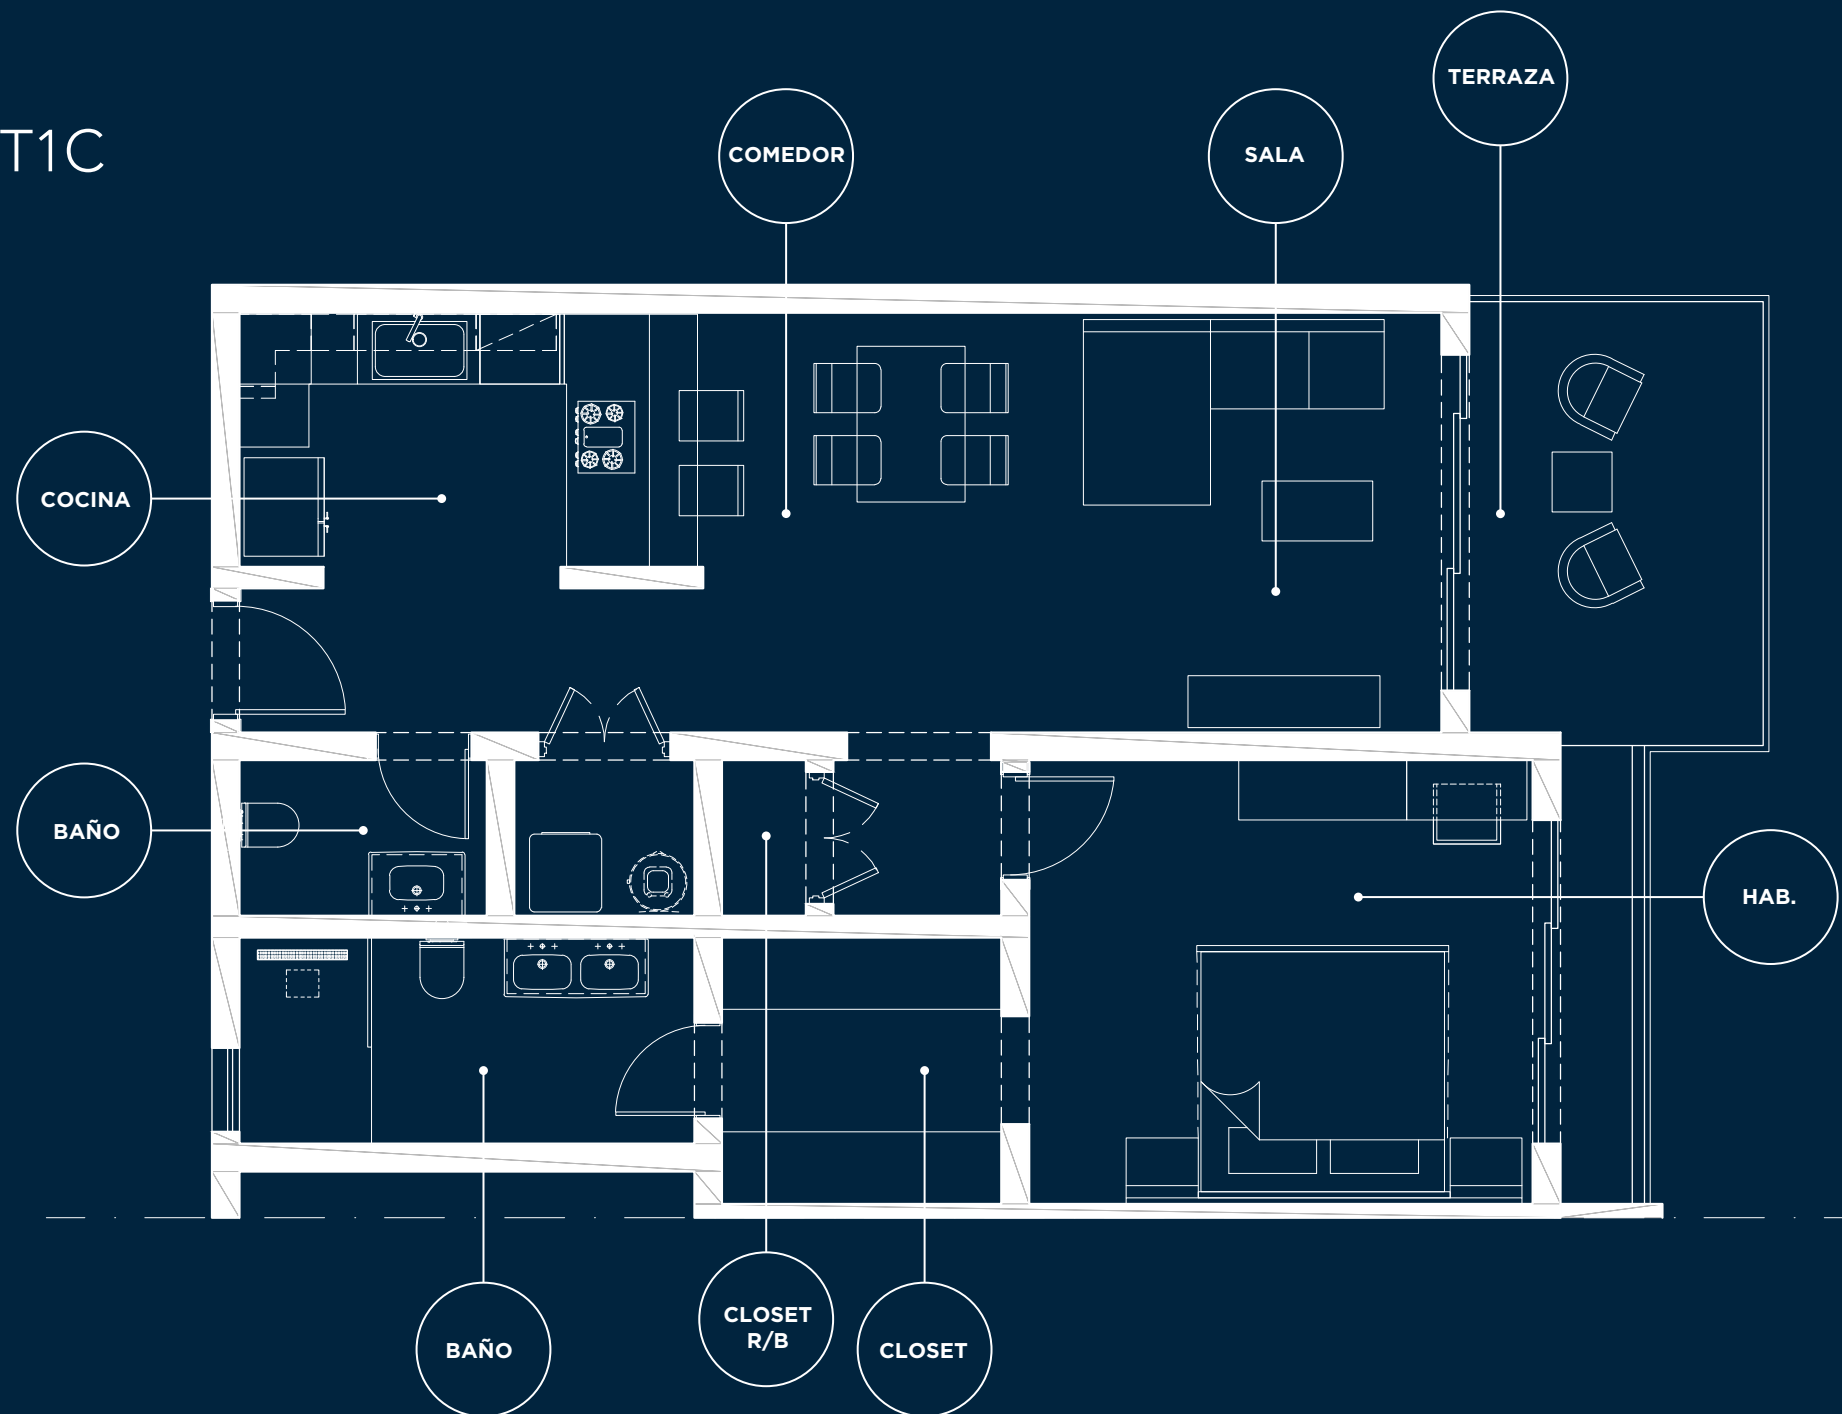 TERRAZA
T1C
COMEDOR
SALA
COCINA
BAÑO
HAB.
CLOSET
R/B
BAÑO
CLOSET